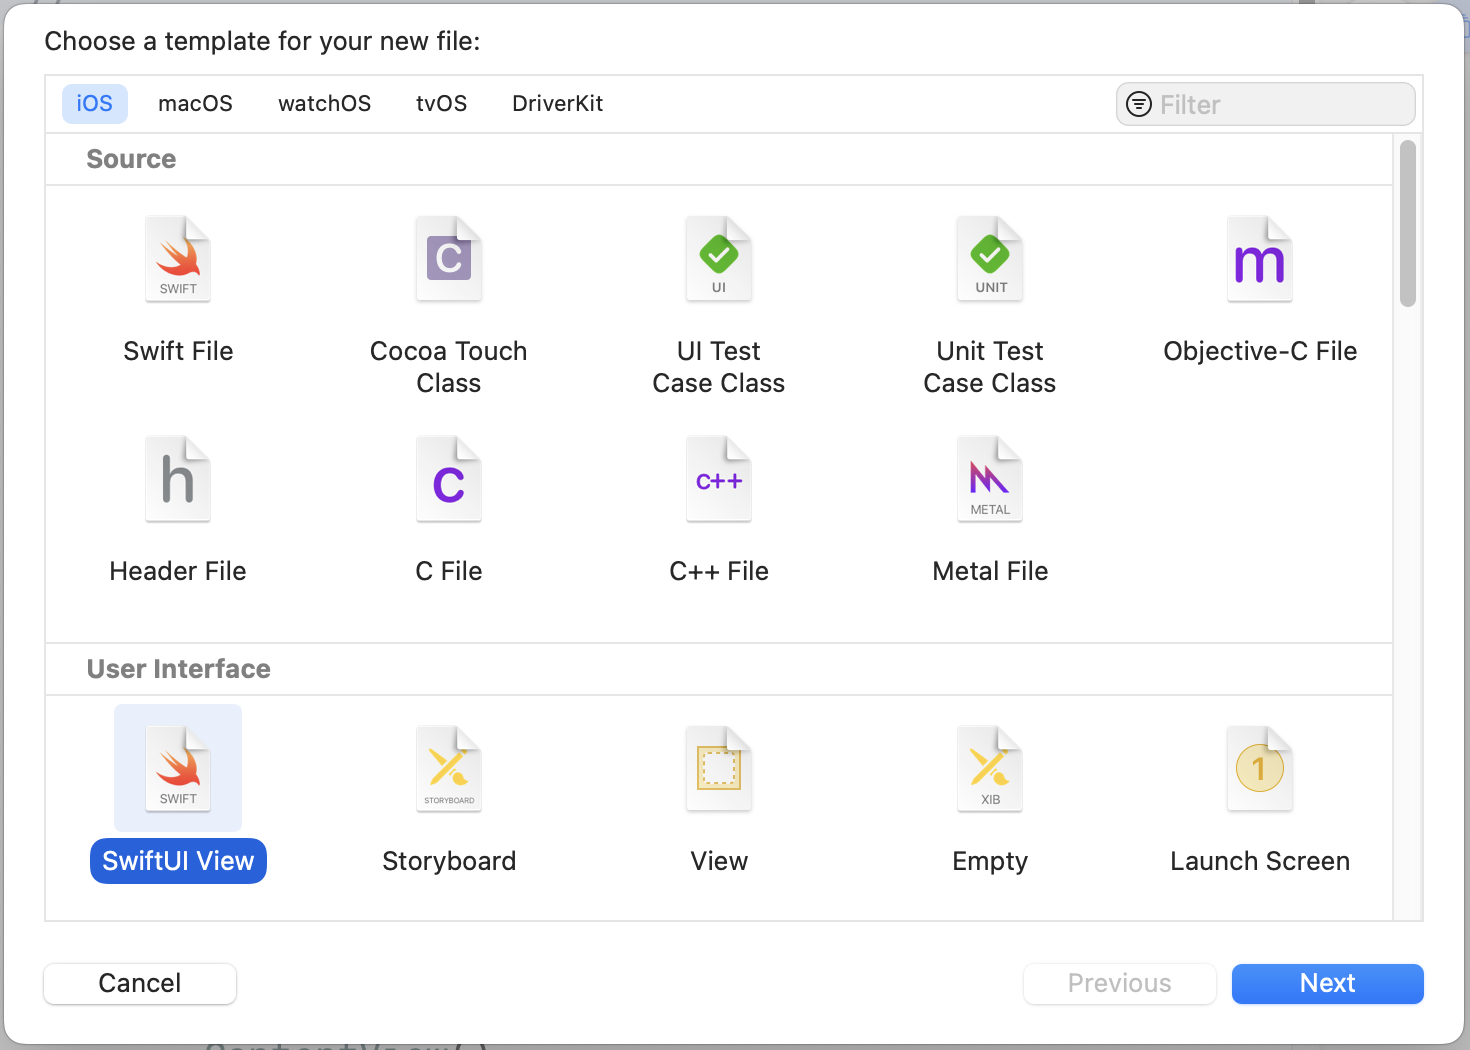 Choose a template for your new file:
iOS macOS watchOS tvOS DriverKit Filter
Source
SWIFT
Swift File
C
Cocoa Touch
Class
UI
UI Test
Case Class
UNIT
Unit Test
Case Class
m
Objective-C File
h
Header File
C
C File
C++
C++ File
METAL
Metal File
User Interface
SWIFT
SwiftUI View
STORYBOARD
Storyboard
View
XIB
Empty
1
Launch Screen
Cancel Previous Next